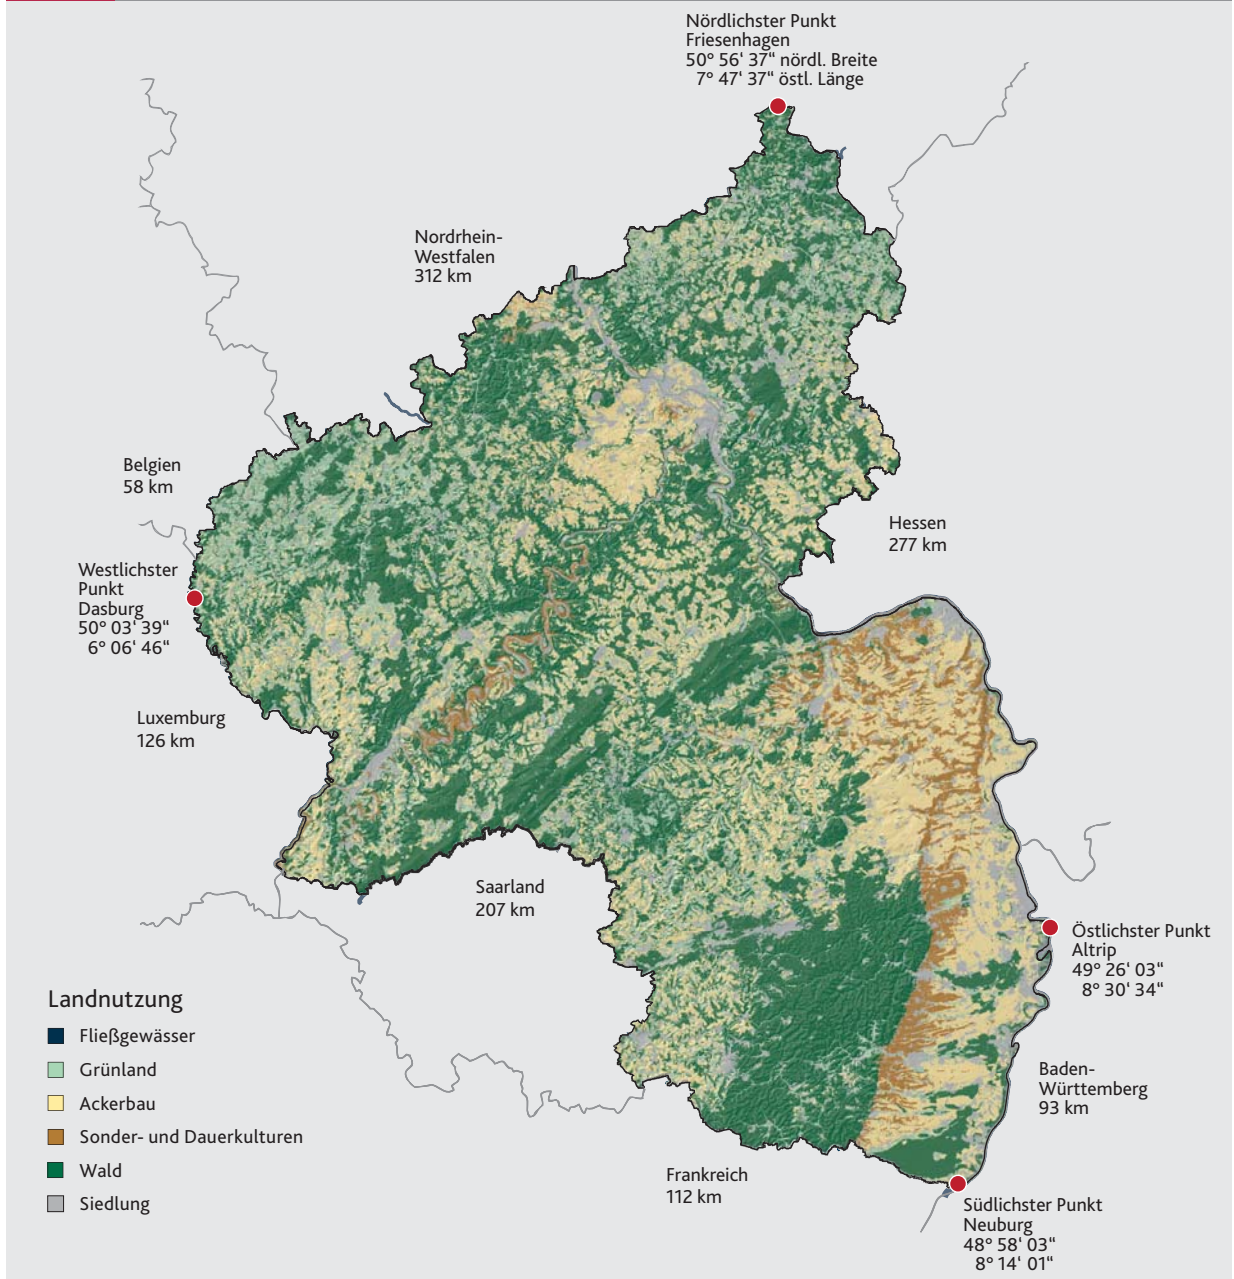 Nördlichster Punkt
Friesenhagen
50° 56‘ 37“ nördl. Breite
7° 47‘ 37“ östl. Länge
Nordrhein-
Westfalen
312 km
Belgien
58 km
Hessen
277 km
Westlichster
Punkt
Dasburg
50° 03‘ 39“
6° 06‘ 46“
Luxemburg
126 km
Saarland
207 km
Östlichster Punkt
Altrip
49° 26‘ 03“
8° 30‘ 34“
Landnutzung
Fließgewässer
Grünland
Ackerbau
Sonder- und Dauerkulturen
Wald
Siedlung
Baden-
Württemberg
93 km
Frankreich
112 km
Südlichster Punkt
Neuburg
48° 58‘ 03“
8° 14‘ 01“